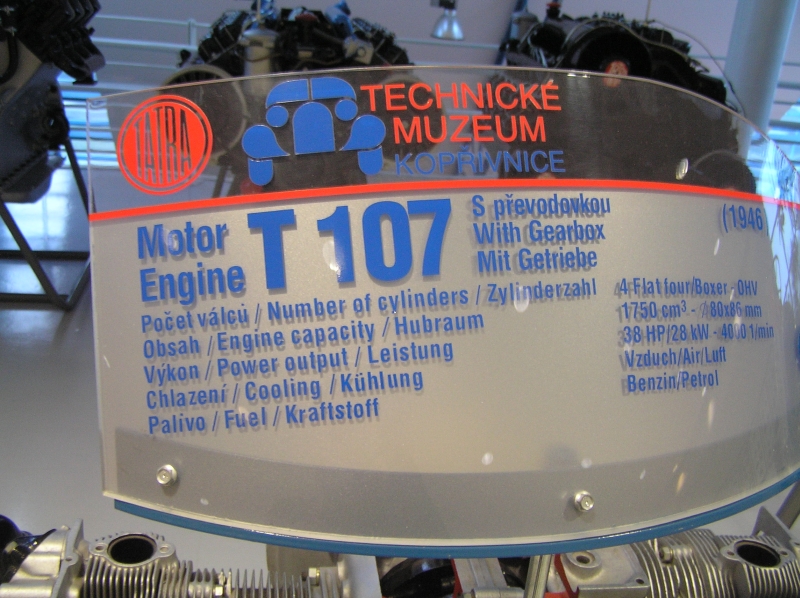 TATRA
TECHNICKÉ
MUZEUM
KOPŘIVNICE
Motor
Engine
T 107
S převodovkou
With Gearbox
Mit Getriebe
(1946
Počet válců / Number of cylinders / Zylinderzahl 4 Flat four/Boxer - OHV
Obsah / Engine capacity / Hubraum 1750 cm³ - ⌀ 80x86 mm
Výkon / Power output / Leistung 38 HP/28 kW - 4000 1/min
Chlazení / Cooling / Kühlung Vzduch/Air/Luft
Palivo / Fuel / Kraftstoff Benzin/Petrol